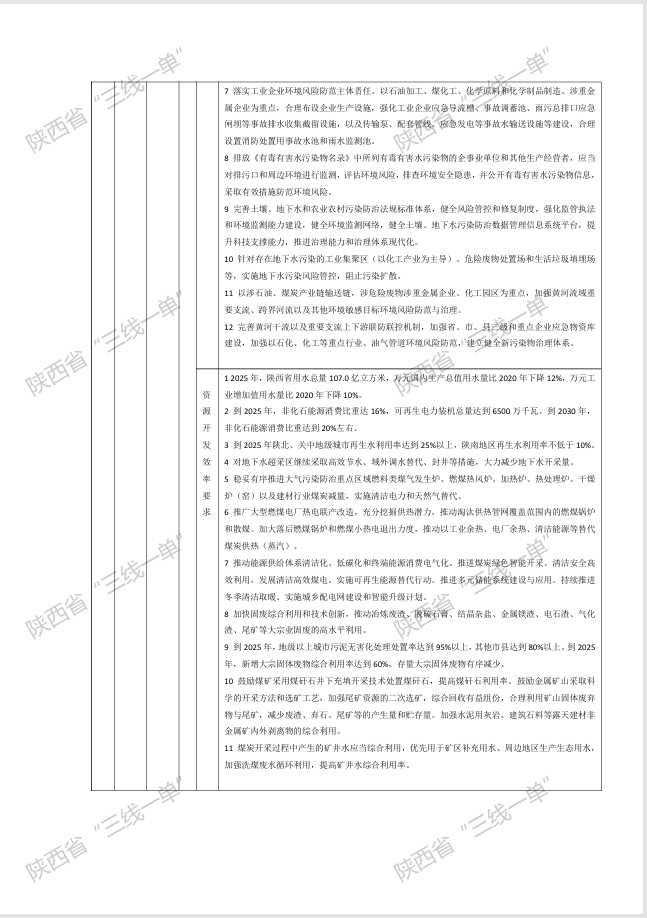 7 落实工业企业环境风险防范主体责任。以石油加工、煤化工、化学原料和化学制品制造、涉重金
属企业为重点，合理布设企业生产设施，强化工业企业应急导流槽、事故调蓄池、雨污总排口应急
闸坝等事故排水收集截留设施，以及传输泵、配套管线、应急发电等事故水输送设施等建设，合理
设置消防处置用事故水池和雨水监测池。
8 排放《有毒有害水污染物名录》中所列有毒有害水污染物的企事业单位和其他生产经营者，应当
对排污口和周边环境进行监测，评估环境风险，排查环境安全隐患，并公开有毒有害水污染物信息，
采取有效措施防范环境风险。
9 完善土壤、地下水和农业农村污染防治法规标准体系，健全风险管控和修复制度，强化监管执法
和环境监测能力建设，健全环境监测网络，健全土壤、地下水污染防治数据管理信息系统平台，提
升科技支撑能力，推进治理能力和治理体系现代化。
10 针对存在地下水污染的工业集聚区（以化工产业为主导）、危险废物处置场和生活垃圾填埋场
等，实施地下水污染风险管控，阻止污染扩散。
11 以涉石油、煤炭产业链输送链，涉危险废物涉重金属企业、化工园区为重点，加强黄河流域重
要支流、跨界河流以及其他环境敏感目标环境风险防范与治理。
12 完善黄河干流以及重要支流上下游联防联控机制，加强省、市、县三级和重点企业应急物资库
建设，加强以石化、化工等重点行业、油气管道环境风险防范，建立健全新污染物治理体系。
资源开发效率要求
1 2025 年，陕西省用水总量 107.0 亿立方米，万元国内生产总值用水量比 2020 年下降 12%，万元工
业增加值用水量比 2020 年下降 10%。
2 到 2025 年，非化石能源消费比重达 16%，可再生电力装机总量达到 6500 万千瓦。到 2030 年，
非化石能源消费比重达到 20%左右。
3 到 2025 年陕北、关中地级城市再生水利用率达到 25%以上，陕南地区再生水利用率不低于 10%。
4 对地下水超采区继续采取高效节水、域外调水替代、封井等措施，大力减少地下水开采量。
5 稳妥有序推进大气污染防治重点区域燃料类煤气发生炉、燃煤热风炉、加热炉、热处理炉、干燥
炉（窑）以及建材行业煤炭减量，实施清洁电力和天然气替代。
6 推广大型燃煤电厂热电联产改造，充分挖掘供热潜力，推动淘汰供热管网覆盖范围内的燃煤锅炉
和散煤。加大落后燃煤锅炉和燃煤小热电退出力度，推动以工业余热、电厂余热、清洁能源等替代
煤炭供热（蒸汽）。
7 推动能源供给体系清洁化、低碳化和终端能源消费电气化。推进煤炭绿色智能开采、清洁安全高
效利用，发展清洁高效煤电。实施可再生能源替代行动。推进多元储能系统建设与应用。持续推进
冬季清洁取暖。实施城乡配电网建设和智能升级计划。
8 加快固废综合利用和技术创新，推动冶炼废渣、脱硫石膏、结晶杂盐、金属镁渣、电石渣、气化
渣、尾矿等大宗业固废的高水平利用。
9 到 2025 年，地级以上城市污泥无害化处理处置率达到 95%以上，其他市县达到 80%以上。到 2025
年，新增大宗固体废物综合利用率达到 60%，存量大宗固体废物有序减少。
10 鼓励煤矿采用煤矸石井下充填开采技术处置煤矸石，提高煤矸石利用率。鼓励金属矿山采取科
学的开采方法和选矿工艺，加强尾矿资源的二次选矿，综合回收有益组份，合理利用矿山固体废弃
物与尾矿，减少废渣、弃石、尾矿等的产生量和贮存量。加强水泥用灰岩、建筑石料等露天建材非
金属矿内外剥离物的综合利用。
11 煤炭开采过程中产生的矿井水应当综合利用，优先用于矿区补充用水、周边地区生产生态用水，
加强洗煤废水循环利用，提高矿井水综合利用率。
陕西省“三线一单”
陕西省“三线一单”
陕西省“三线一单”
陕西省“三线一单”
陕西省“三线一单”
陕西省“三线一单”
陕西省“三线一单”
陕西省“三线一单”